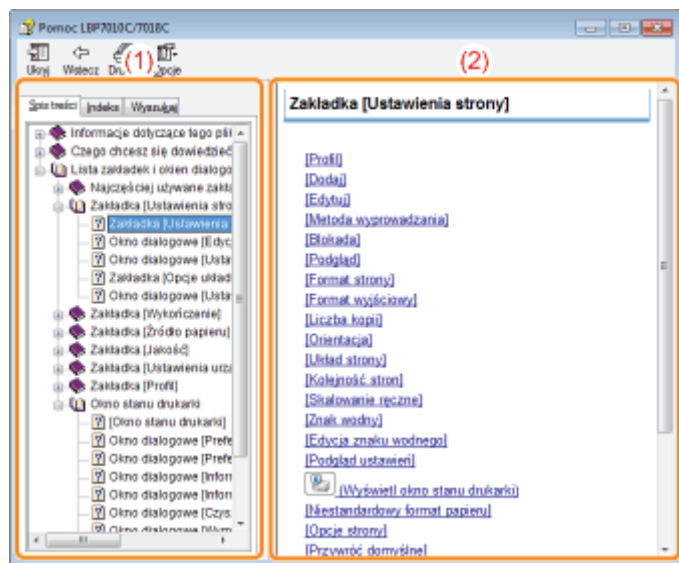 Pomoc LBP7010C/7018C
Ukryj Wstecz Opcje
(1)
(2)
Spis treści Indeks Wyszukaj
Informacje dotyczące tego pli
Czego chcesz się dowiedzieć
Lista zakładek i okien dialogo
Najczęściej używane zakła
Zakładka [Ustawienia stro
Zakładka [Ustawienia
Okno dialogowe [Edyc
Okno dialogowe [Usta
Zakładka [Opcje układ
Okno dialogowe [Usta
Zakładka [Wykończenie]
Zakładka [Źródło papieru]
Zakładka [Jakość]
Zakładka [Ustawienia urzą
Zakładka [Profil]
Okno stanu drukarki
[Okno stanu drukarki]
Okno dialogowe [Prefe
Okno dialogowe [Prefe
Okno dialogowe [Inform
Okno dialogowe [Inform
Okno dialogowe [Czys
Okno dialogowe [Wym
Zakładka [Ustawienia strony]
[Profil]
[Dodaj]
[Edytuj]
[Metoda wyprowadzania]
[Blokada]
[Podgląd]
[Format strony]
[Format wyjściowy]
[Liczba kopii]
[Orientacja]
[Układ strony]
[Kolejność stron]
[Skalowanie ręczne]
[Znak wodny]
[Edycja znaku wodnego]
[Podgląd ustawień]
(Wyświetl okno stanu drukarki)
[Niestandardowy format papieru]
[Opcje strony]
[Przywróć domyślne]